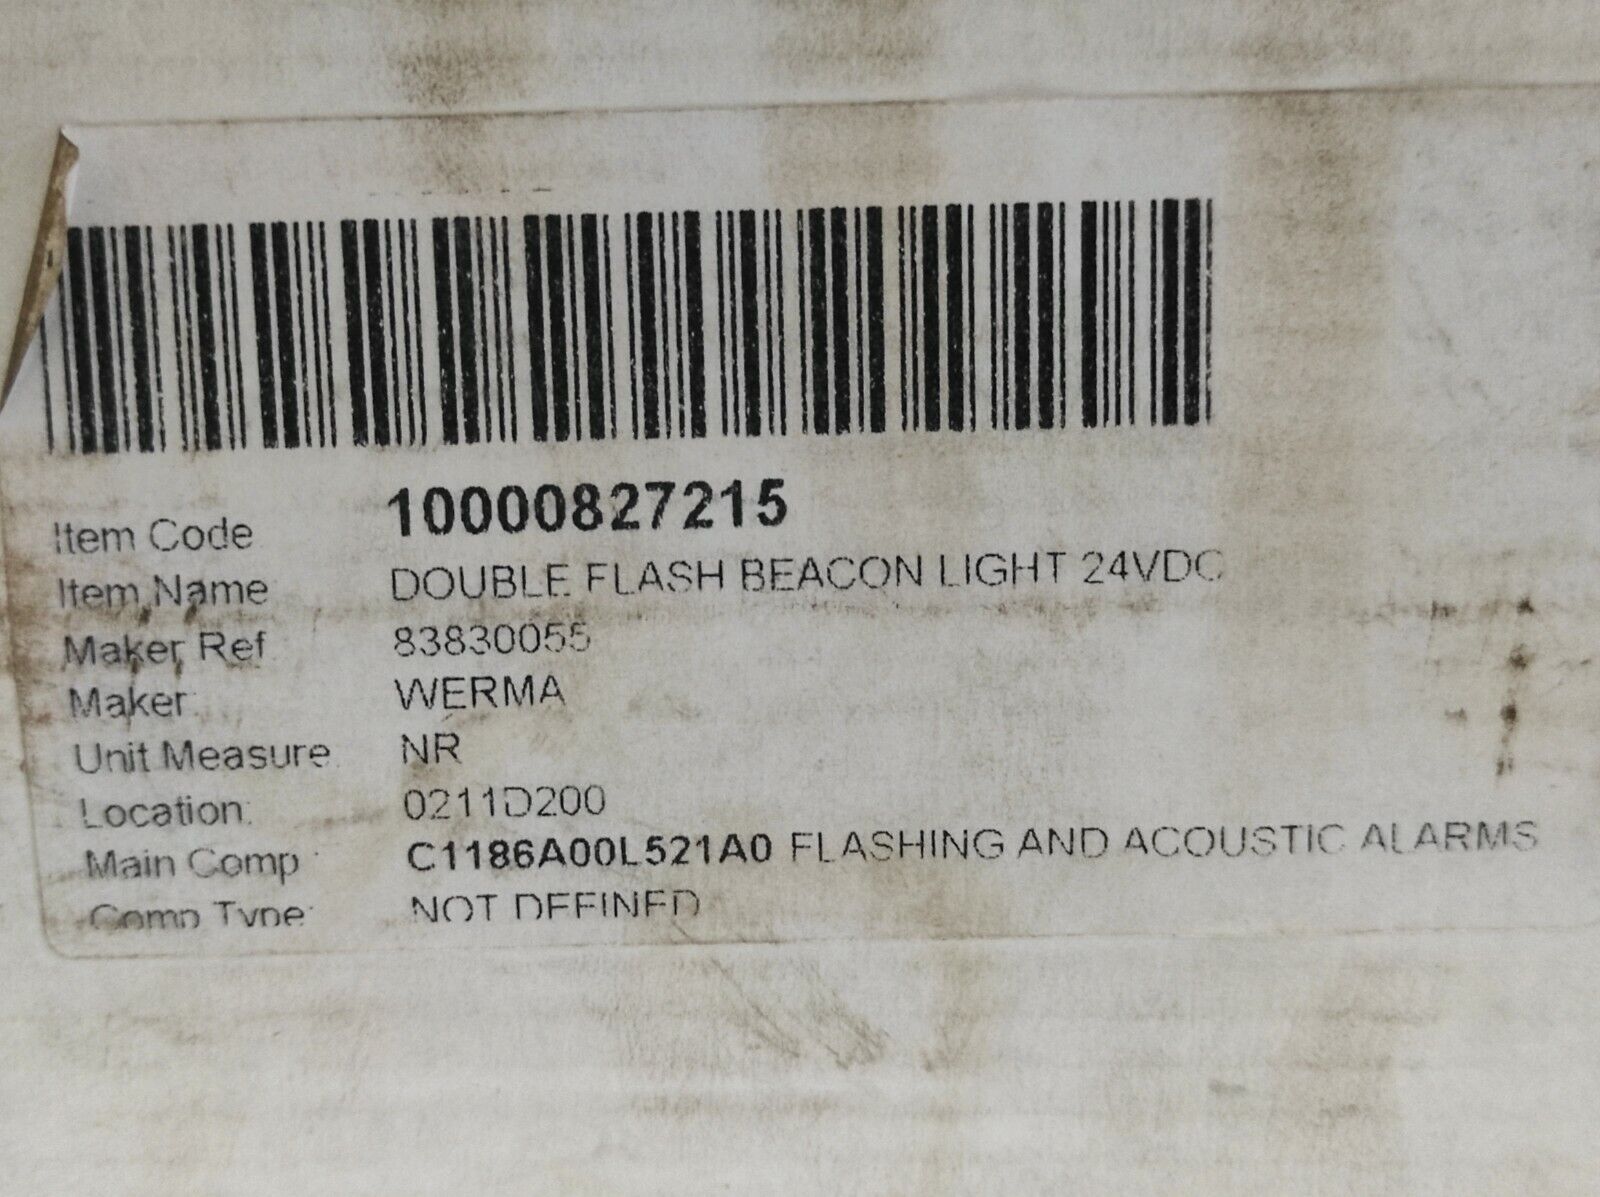 Item Code 10000827215
Item Name DOUBLE FLASH BEACON LIGHT 24VDC
Maker Ref 83830055
Maker: WERMA
Unit Measure NR
Location: 0211D200
Main Comp : C1186A00L521A0 FLASHING AND ACOUSTIC ALARMS
Comp Type: NOT DEFINED